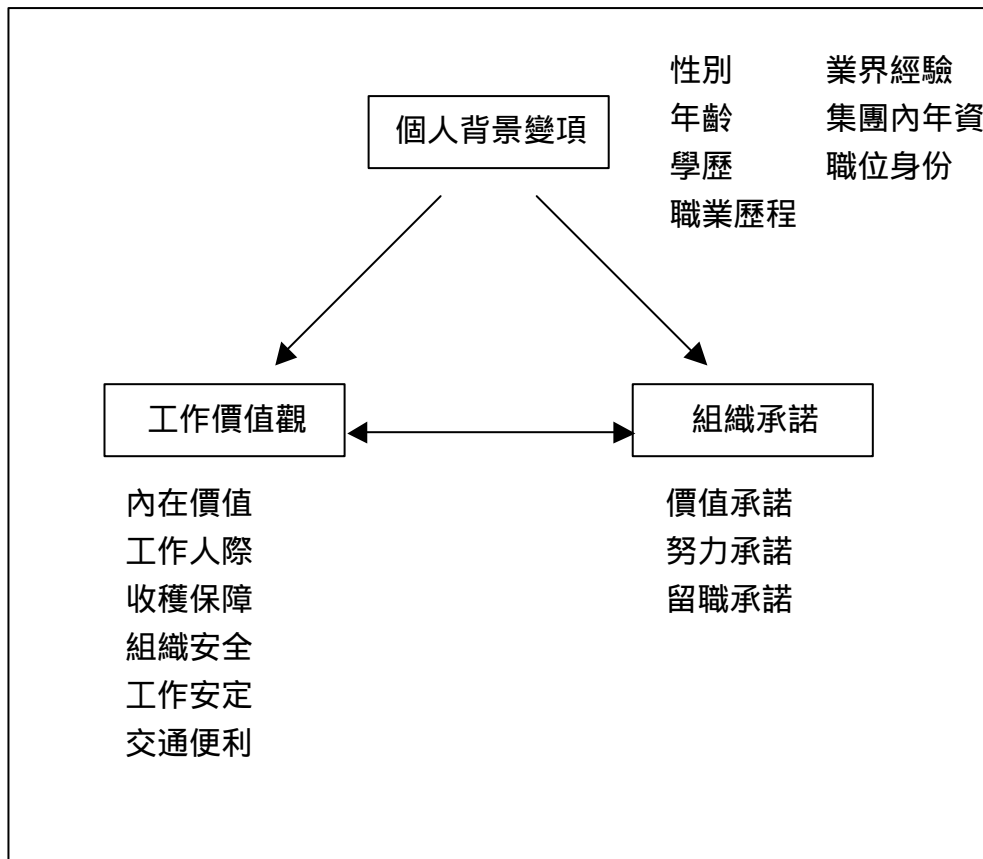 性別 業界經驗
年齡 集團內年資
學歷 職位身份
職業歷程
個人背景變項
工作價值觀
組織承諾
內在價值
工作人際
收穫保障
組織安全
工作安定
交通便利
價值承諾
努力承諾
留職承諾